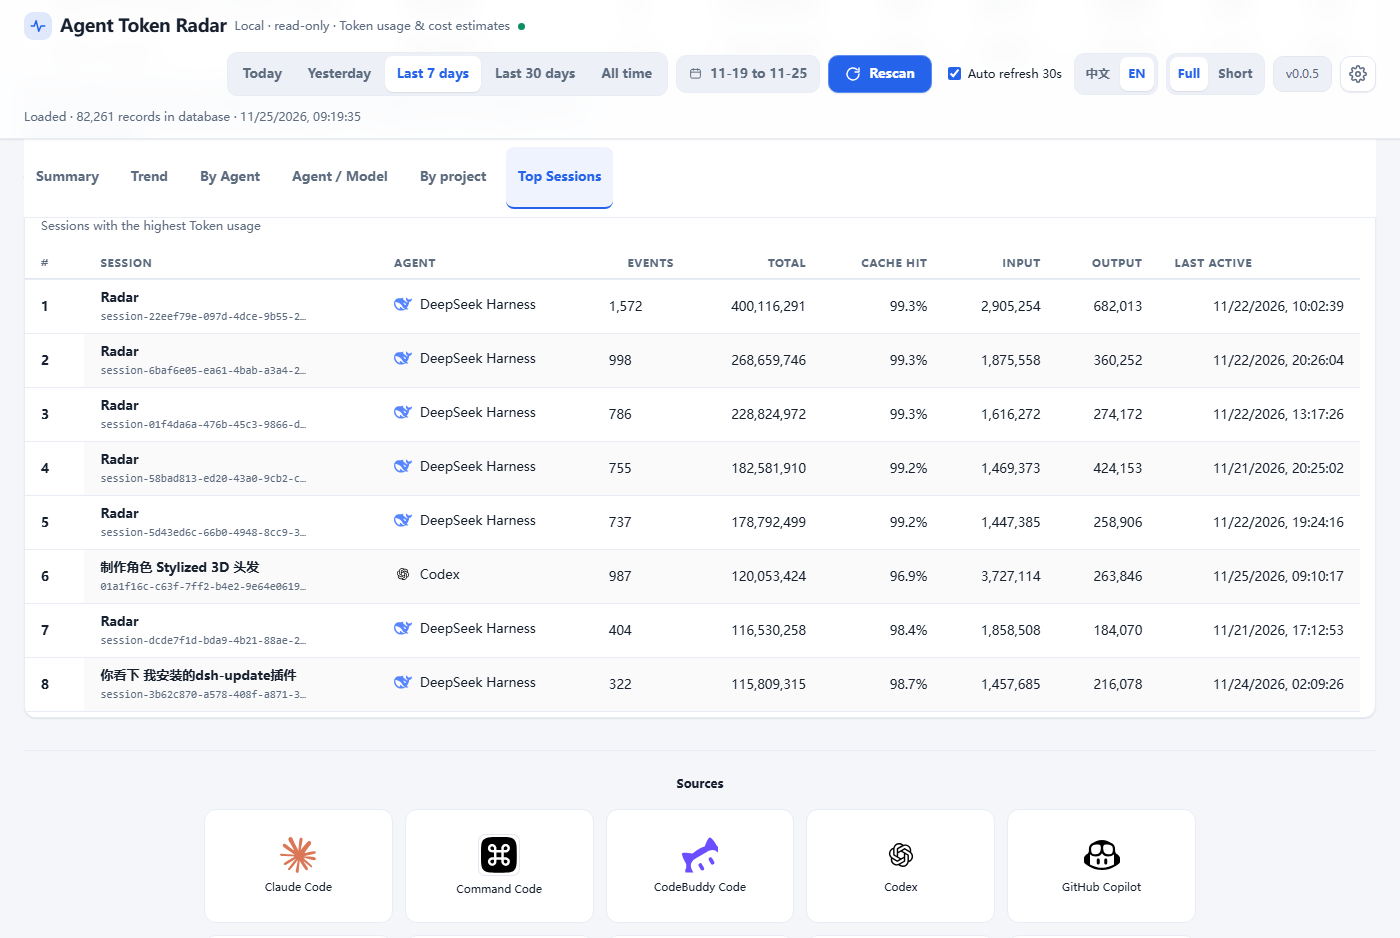 Agent Token Radar Local · read-only · Token usage & cost estimates
Today Yesterday Last 7 days Last 30 days All time 11-19 to 11-25 Rescan Auto refresh 30s 中文 EN Full Short v0.0.5
Loaded · 82,261 records in database · 11/25/2026, 09:19:35
Summary Trend By Agent Agent / Model By project Top Sessions
Sessions with the highest Token usage
# SESSION AGENT EVENTS TOTAL CACHE HIT INPUT OUTPUT LAST ACTIVE
1 Radar DeepSeek Harness 1,572 400,116,291 99.3% 2,905,254 682,013 11/22/2026, 10:02:39
session-22eef79e-097d-4dce-9b55-2…
2 Radar DeepSeek Harness 998 268,659,746 99.3% 1,875,558 360,252 11/22/2026, 20:26:04
session-6baf6e05-ea61-4bab-a3a4-2…
3 Radar DeepSeek Harness 786 228,824,972 99.3% 1,616,272 274,172 11/22/2026, 13:17:26
session-01f4da6a-476b-45c3-9866-d…
4 Radar DeepSeek Harness 755 182,581,910 99.2% 1,469,373 424,153 11/21/2026, 20:25:02
session-58bad813-ed20-43a0-9cb2-c…
5 Radar DeepSeek Harness 737 178,792,499 99.2% 1,447,385 258,906 11/22/2026, 19:24:16
session-5d43ed6c-66b0-4948-8cc9-3…
6 制作角色 Stylized 3D 头发 Codex 987 120,053,424 96.9% 3,727,114 263,846 11/25/2026, 09:10:17
01a1f16c-c63f-7ff2-b4e2-9e64e0619…
7 Radar DeepSeek Harness 404 116,530,258 98.4% 1,858,508 184,070 11/21/2026, 17:12:53
session-dcde7f1d-bda9-4b21-88ae-2…
8 你看下 我安装的dsh-update插件 DeepSeek Harness 322 115,809,315 98.7% 1,457,685 216,078 11/24/2026, 02:09:26
session-3b62c870-a578-408f-a871-3…
Sources
Claude Code Command Code CodeBuddy Code Codex GitHub Copilot